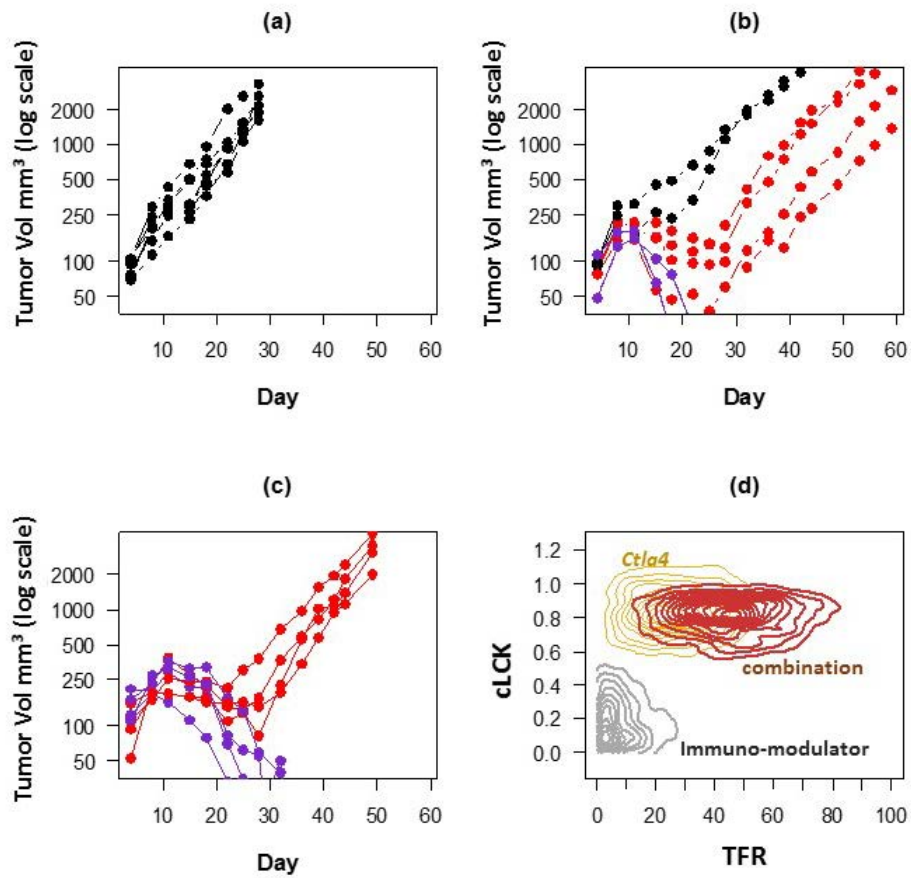 (a)
Tumor Vol mm³ (log scale)
2000
1000
500
250
100
50
10 20 30 40 50 60
Day
(b)
Tumor Vol mm³ (log scale)
2000
1000
500
250
100
50
10 20 30 40 50 60
Day
(c)
Tumor Vol mm³ (log scale)
2000
1000
500
250
100
50
10 20 30 40 50 60
Day
(d)
cLCK
1.2
1.0
0.8
0.6
0.4
0.2
0.0
Ctla4
combination
Immuno-modulator
0 20 40 60 80 100
TFR